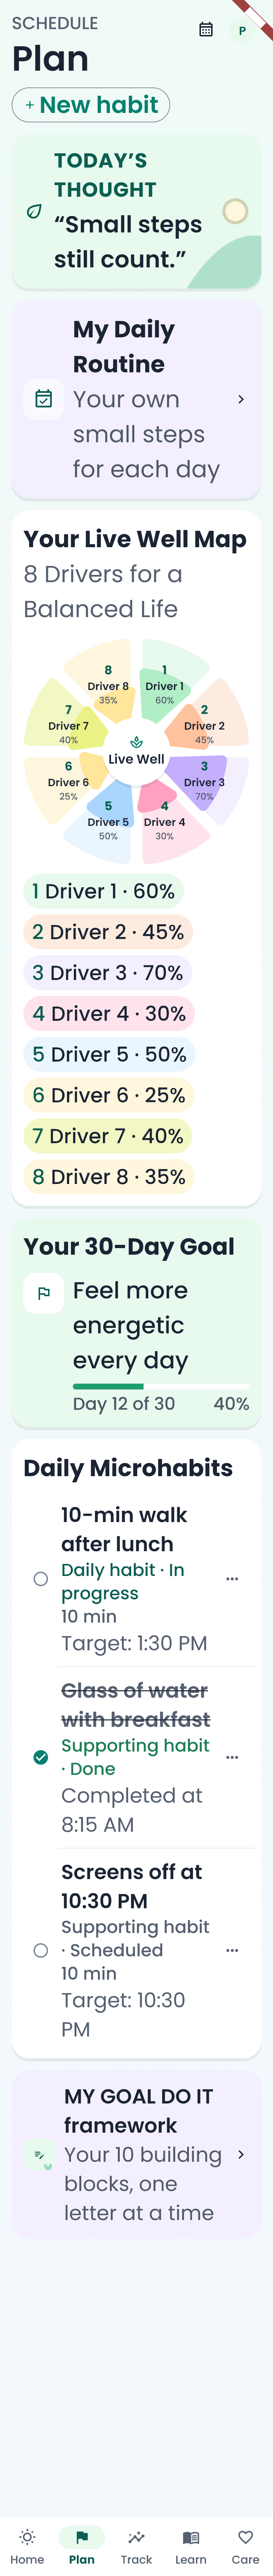 SCHEDULE
Plan
P
+ New habit
TODAY'S
THOUGHT
“Small steps
still count.”
My Daily
Routine
Your own
small steps
for each day
Your Live Well Map
8 Drivers for a
Balanced Life
8
Driver 8
35%
1
Driver 1
60%
7
Driver 7
40%
2
Driver 2
45%
Live Well
6
Driver 6
25%
3
Driver 3
70%
5
Driver 5
50%
4
Driver 4
30%
1 Driver 1 · 60%
2 Driver 2 · 45%
3 Driver 3 · 70%
4 Driver 4 · 30%
5 Driver 5 · 50%
6 Driver 6 · 25%
7 Driver 7 · 40%
8 Driver 8 · 35%
Your 30-Day Goal
Feel more
energetic
every day
Day 12 of 30 40%
Daily Microhabits
10-min walk
after lunch
Daily habit · In
progress
10 min
Target: 1:30 PM
Glass of water
with breakfast
Supporting habit
· Done
Completed at
8:15 AM
Screens off at
10:30 PM
Supporting habit
· Scheduled
10 min
Target: 10:30
PM
MY GOAL DO IT
framework
Your 10 building
blocks, one
letter at a time
Home Plan Track Learn Care